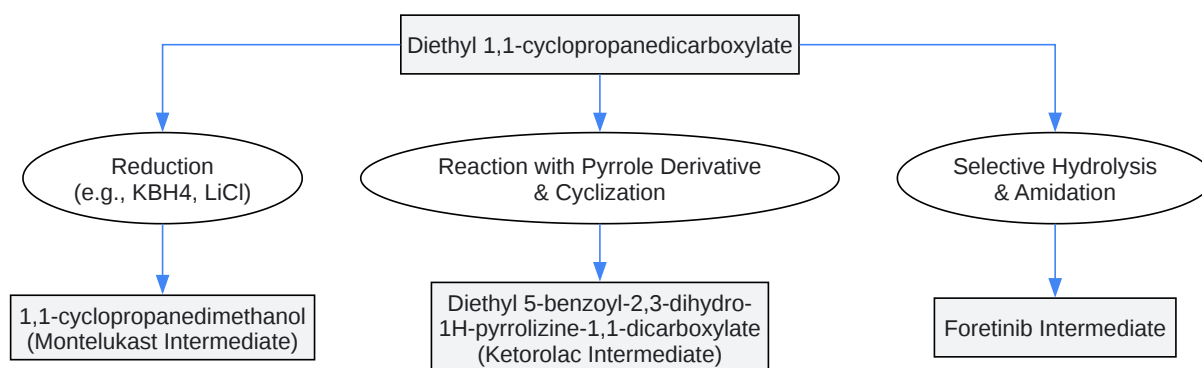 Diethyl 1,1-cyclopropanedicarboxylate
Reduction
(e.g., KBH4, LiCl)
Reaction with Pyrrole Derivative
& Cyclization
Selective Hydrolysis
& Amidation
1,1-cyclopropanedimethanol
(Montelukast Intermediate)
Diethyl 5-benzoyl-2,3-dihydro-
1H-pyrrolizine-1,1-dicarboxylate
(Ketorolac Intermediate)
Foretinib Intermediate